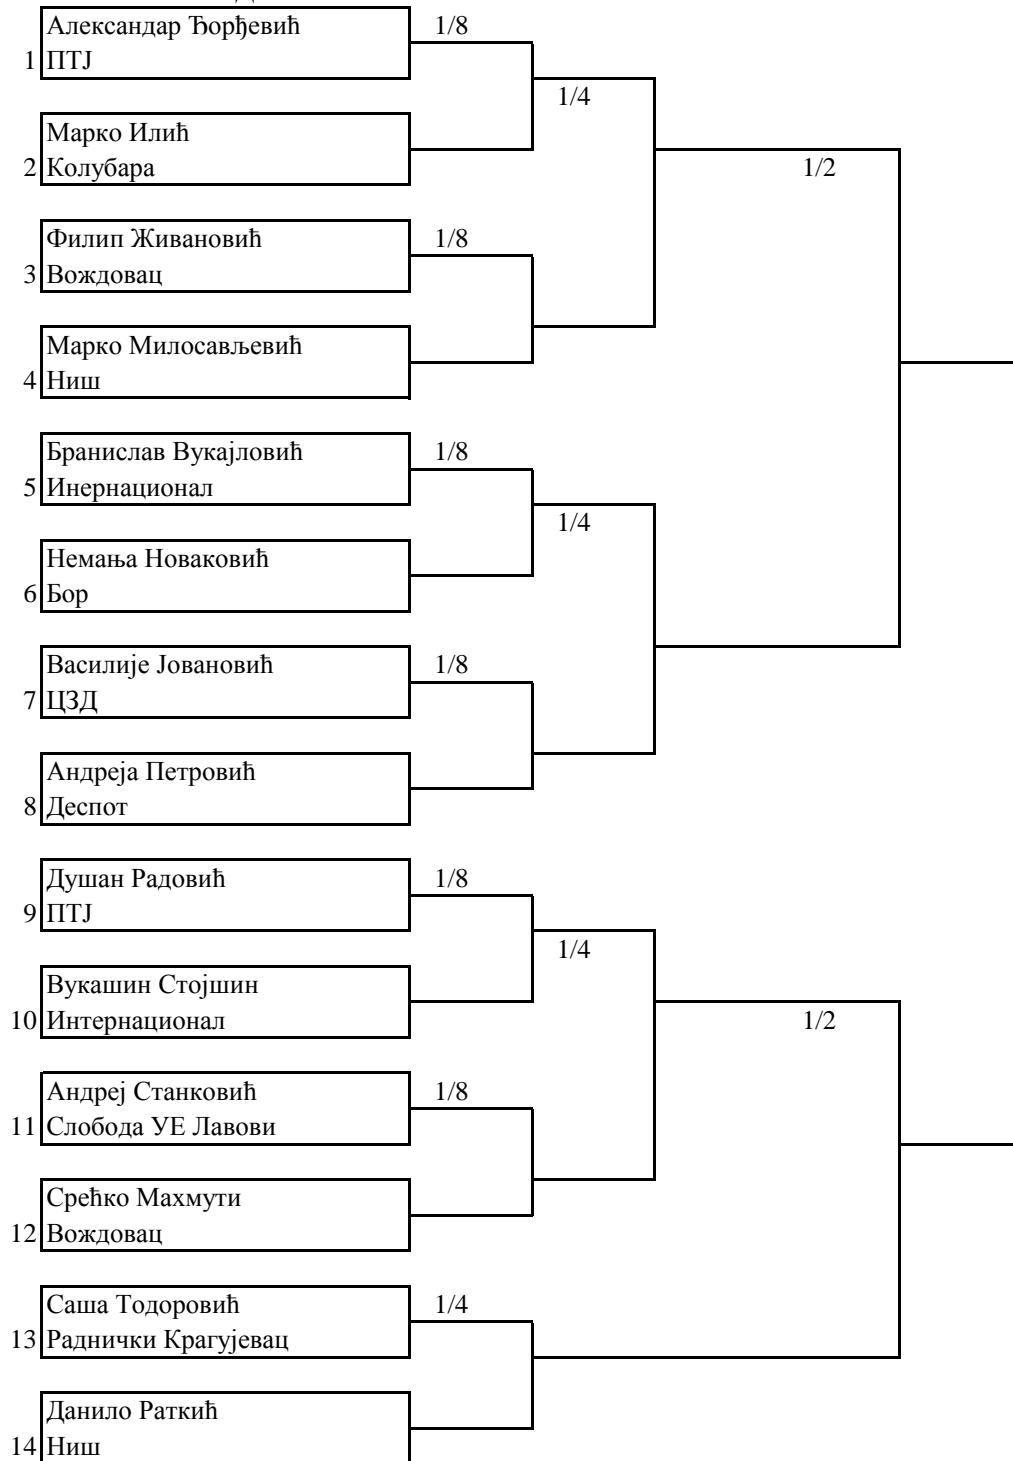 Александар Ђорђевић 1/8
1 ПТЈ
1/4
Марко Илић
2 Колубара 1/2
Филип Живановић 1/8
3 Вождовац
Марко Милосављевић
4 Ниш
Бранислав Вукајловић 1/8
5 Инернационал
1/4
Немања Новаковић
6 Бор
Василије Јовановић 1/8
7 ЦЗД
Андреја Петровић
8 Деспот
Душан Радовић 1/8
9 ПТЈ
1/4
Вукашин Стојшин
10 Интернационал 1/2
Андреј Станковић 1/8
11 Слобода УЕ Лавови
Срећко Махмути
12 Вождовац
Саша Тодоровић 1/4
13 Раднички Крагујевац
Данило Раткић
14 Ниш